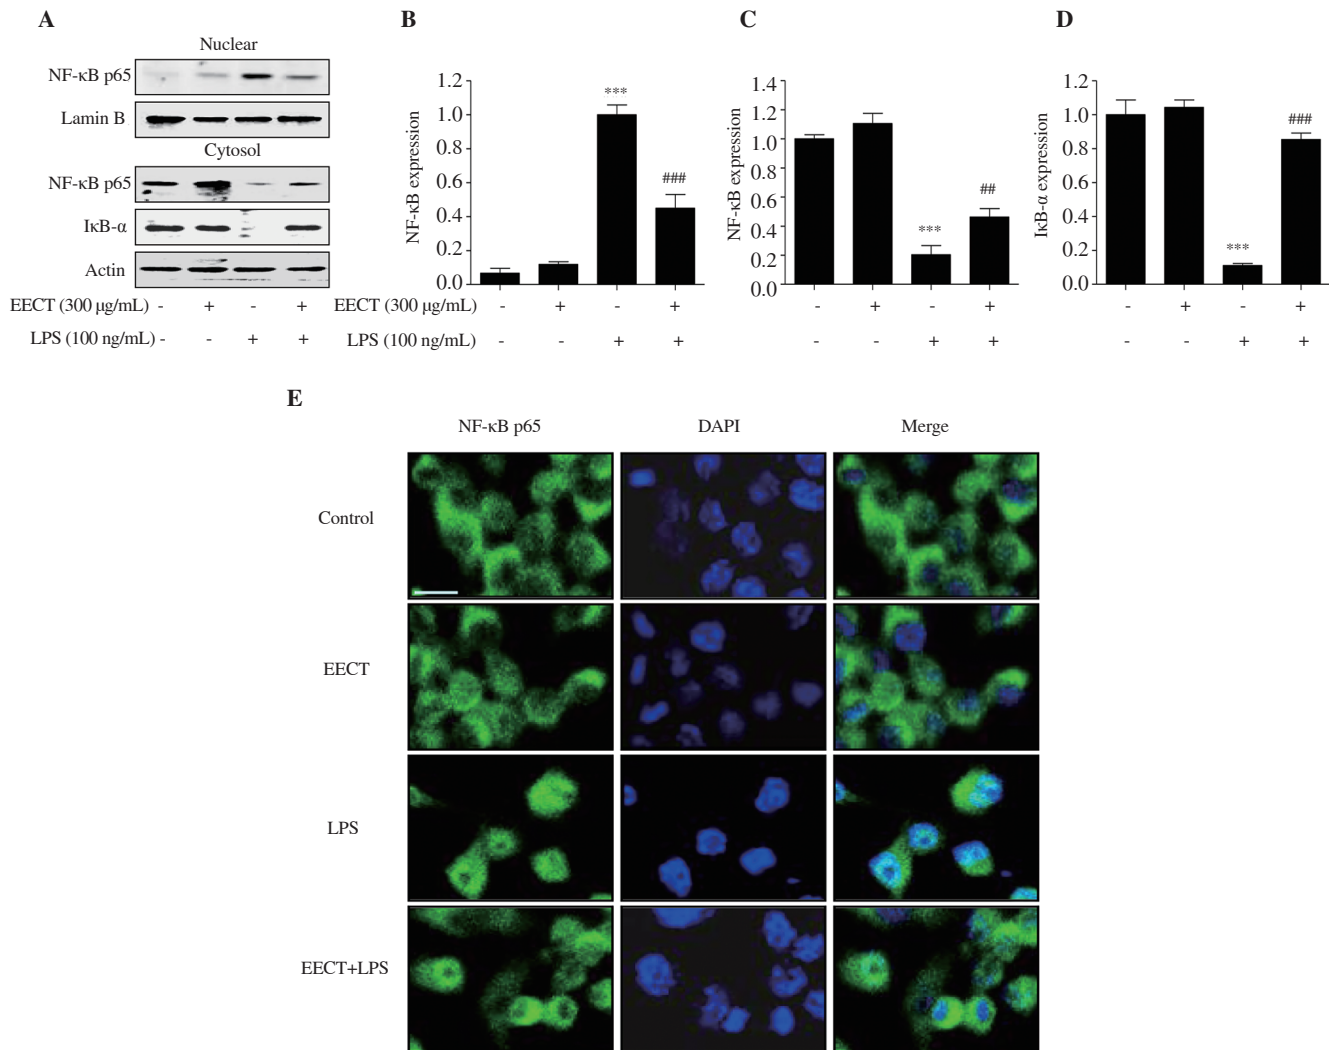 A
Nuclear
NF-κB p65
Lamin B
Cytosol
NF-κB p65
IκB-α
Actin
EECT (300 μg/mL) - + - +
LPS (100 ng/mL) - - + +
B
NF-κB expression
1.2
1.0
0.8
0.6
0.4
0.2
0.0
***
###
EECT (300 μg/mL) - + - +
LPS (100 ng/mL) - - + +
C
NF-κB expression
1.4
1.2
1.0
0.8
0.6
0.4
0.2
0.0
***
##
- + - +
- - + +
D
IκB-α expression
1.2
1.0
0.8
0.6
0.4
0.2
0.0
***
###
- + - +
- - + +
E
NF-κB p65 DAPI Merge
Control
EECT
LPS
EECT+LPS